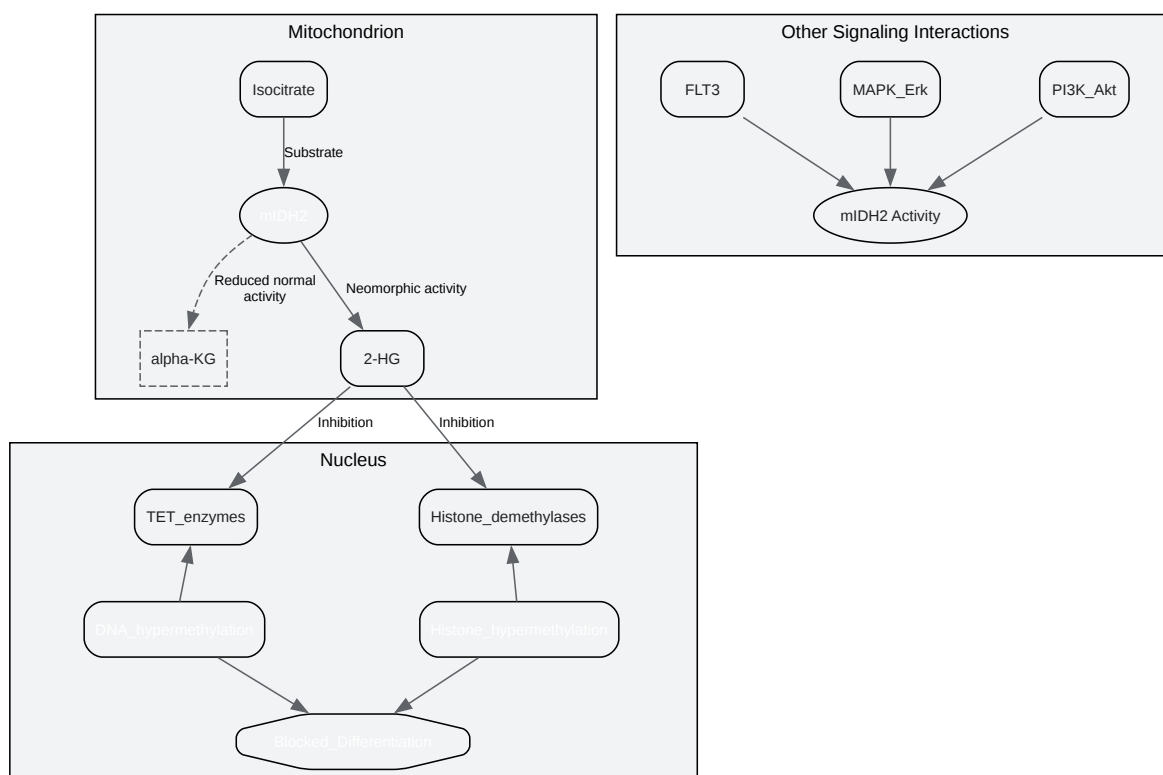 Mitochondrion
Isocitrate
Substrate
mIDH2
Reduced normal
activity
Neomorphic activity
alpha-KG
2-HG
Inhibition
Inhibition
Other Signaling Interactions
FLT3
MAPK_Erk
PI3K_Akt
mIDH2 Activity
Nucleus
TET_enzymes
Histone_demethylases
DNA_hypermethylation
Histone_hypermethylation
Blocked_Differentiation